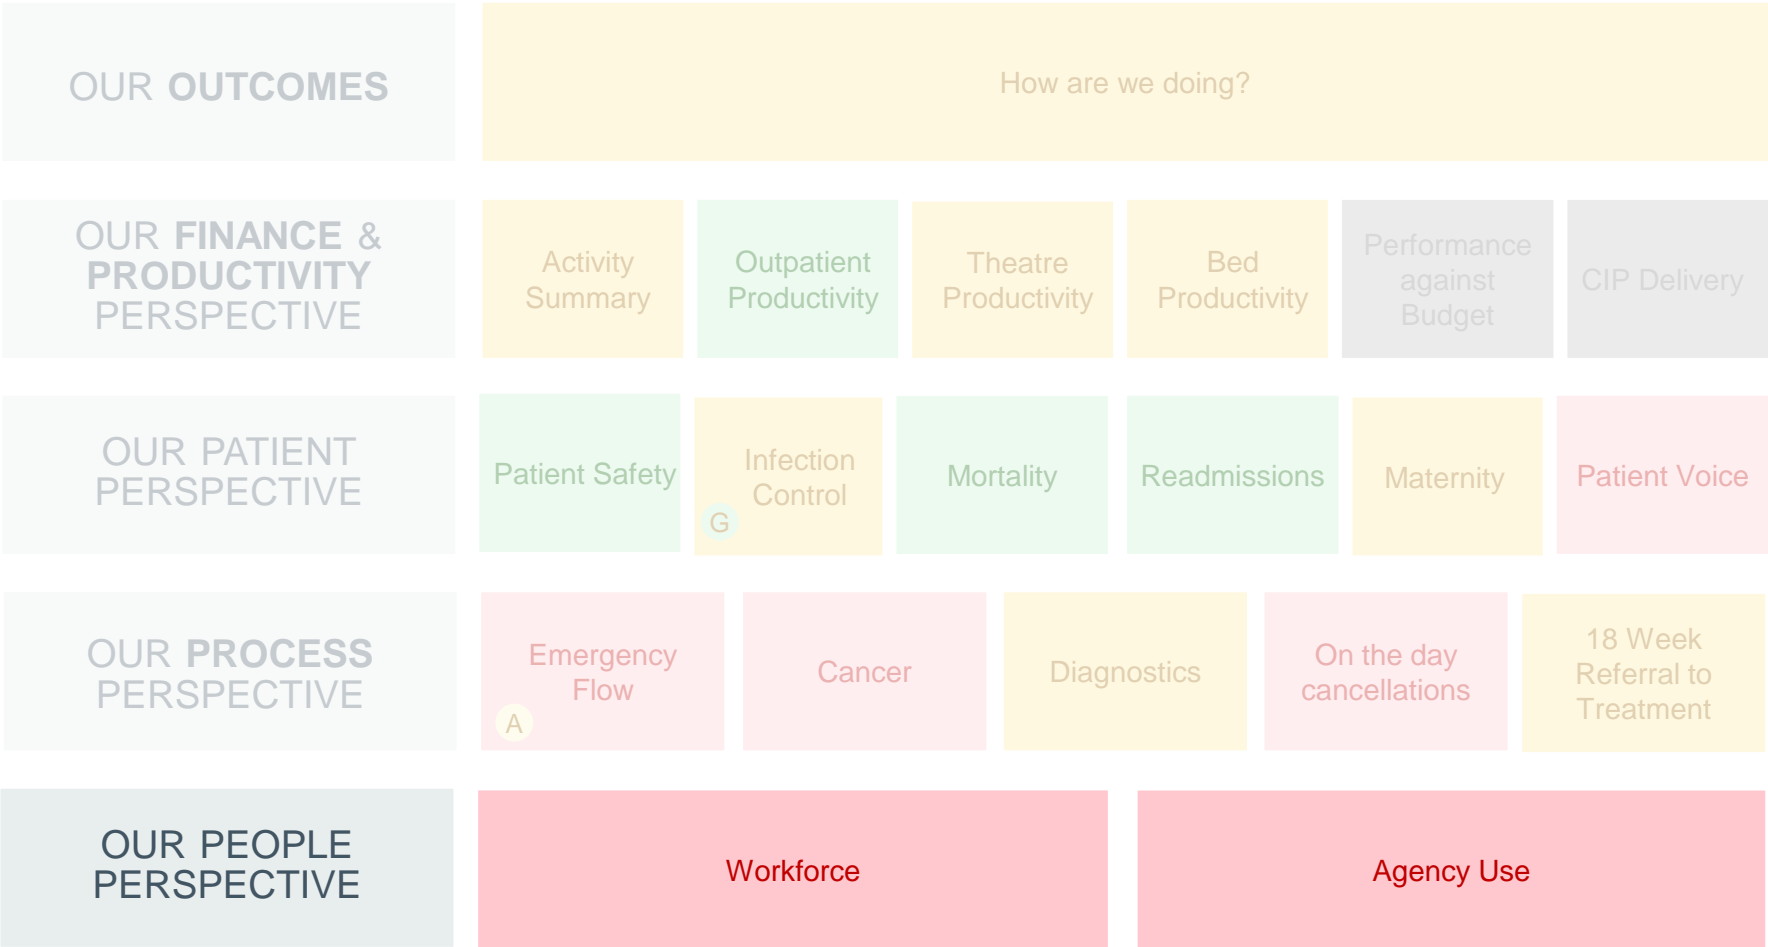 OUR OUTCOMES
How are we doing?
OUR FINANCE &
PRODUCTIVITY
PERSPECTIVE
Activity
Summary
Outpatient
Productivity
Theatre
Productivity
Bed
Productivity
Performance
against
Budget
CIP Delivery
OUR PATIENT
PERSPECTIVE
Patient Safety
Infection
Control
G
Mortality
Readmissions
Maternity
Patient Voice
OUR PROCESS
PERSPECTIVE
Emergency
Flow
A
Cancer
Diagnostics
On the day
cancellations
18 Week
Referral to
Treatment
OUR PEOPLE
PERSPECTIVE
Workforce
Agency Use